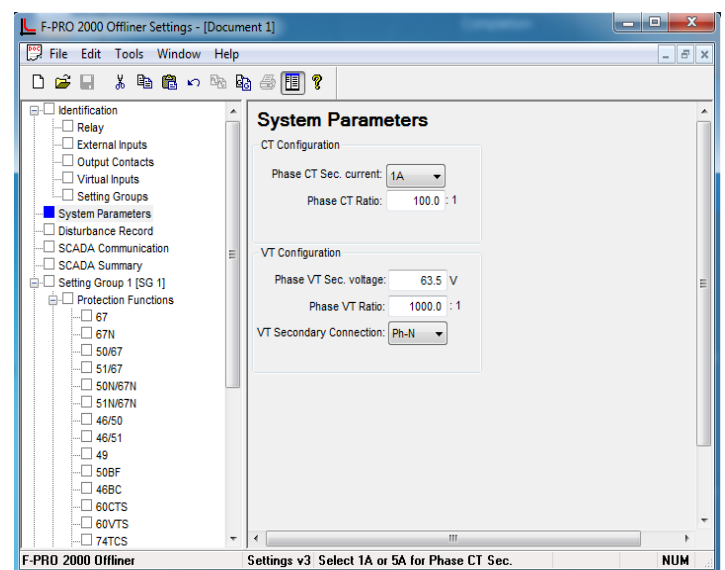 F-PRO 2000 Offliner Settings - [Document 1]
File Edit Tools Window Help
Identification
Relay
External Inputs
Output Contacts
Virtual Inputs
Setting Groups
System Parameters
Disturbance Record
SCADA Communication
SCADA Summary
Setting Group 1 [SG 1]
Protection Functions
67
67N
50/67
51/67
50N/67N
51N/67N
46/50
46/51
49
50BF
46BC
60CTS
60VTS
74TCS
System Parameters
CT Configuration
Phase CT Sec. current: 1A
Phase CT Ratio: 100.0 : 1
VT Configuration
Phase VT Sec. voltage: 63.5 V
Phase VT Ratio: 1000.0 : 1
VT Secondary Connection: Ph-N
F-PRO 2000 Offliner Settings v3 Select 1A or 5A for Phase CT Sec. NUM